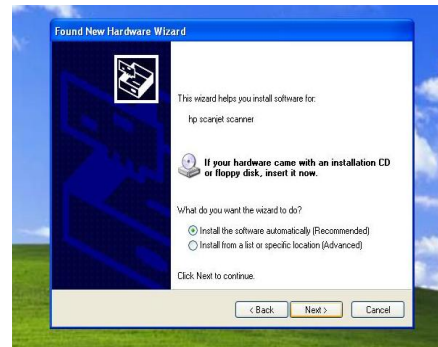 Found New Hardware Wizard
This wizard helps you install software for:
hp scanjet scanner
If your hardware came with an installation CD
or floppy disk, insert it now.
What do you want the wizard to do?
Install the software automatically (Recommended)
Install from a list or specific location (Advanced)
Click Next to continue.
< Back Next > Cancel